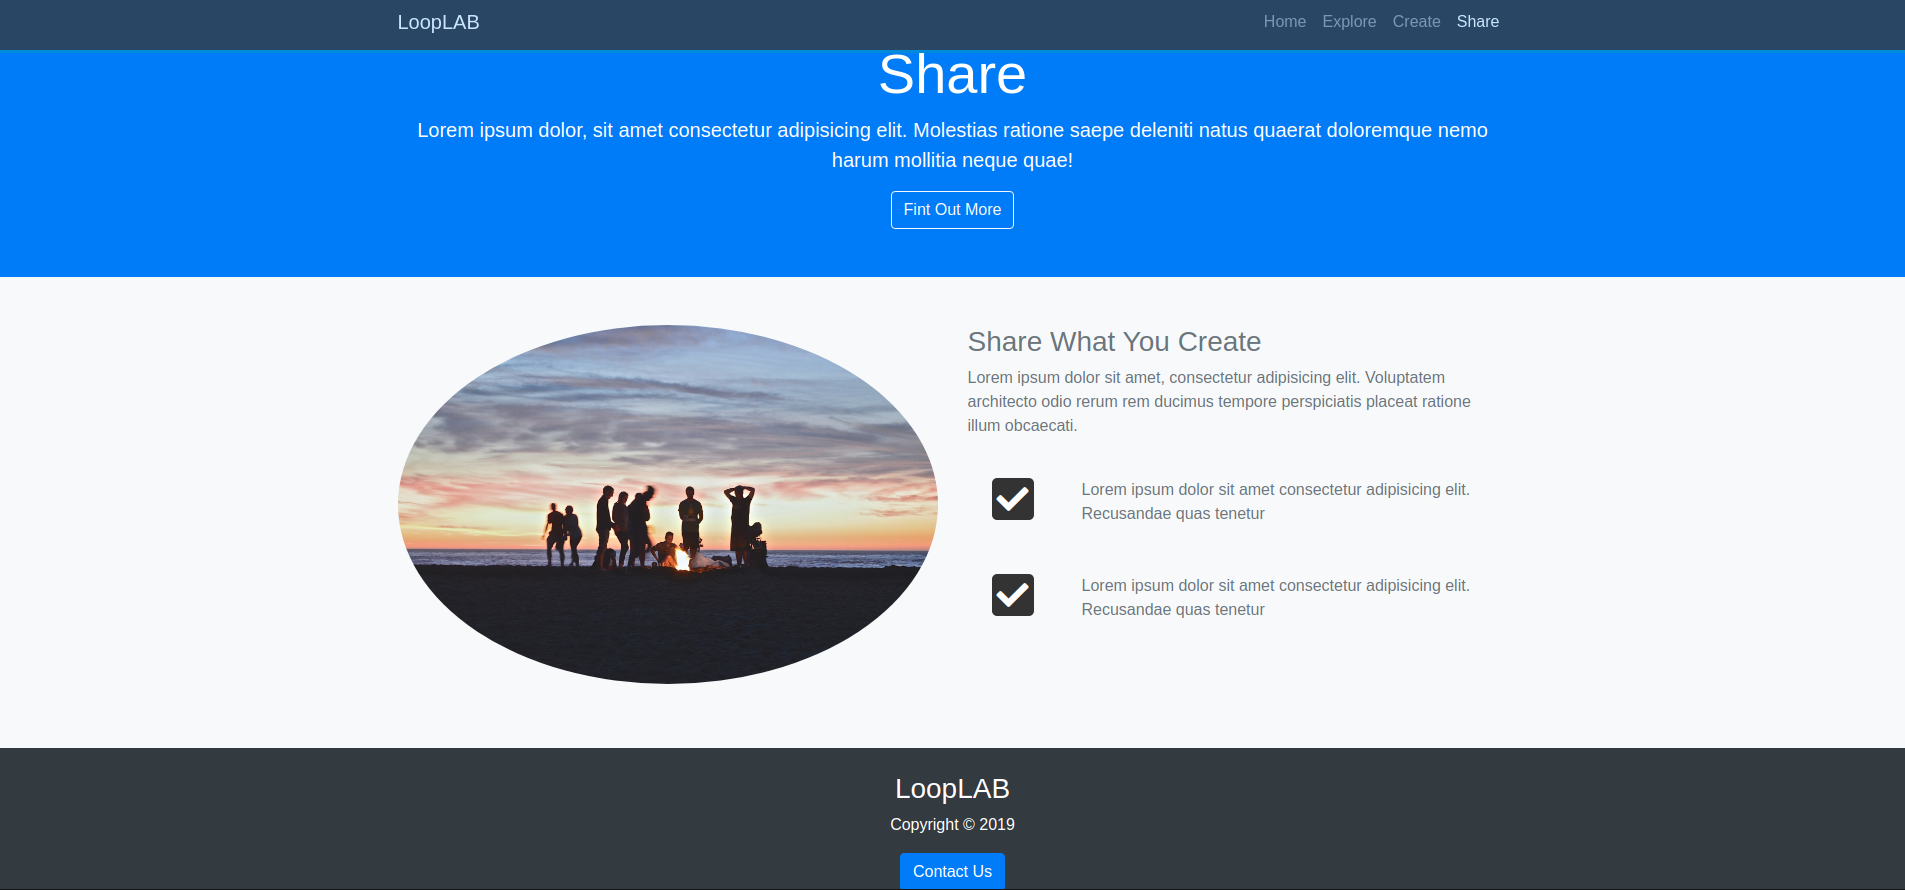 LoopLAB
Home Explore Create Share
Share
Lorem ipsum dolor, sit amet consectetur adipisicing elit. Molestias ratione saepe deleniti natus quaerat doloremque nemo
harum mollitia neque quae!
Fint Out More
Share What You Create
Lorem ipsum dolor sit amet, consectetur adipisicing elit. Voluptatem
architecto odio rerum rem ducimus tempore perspiciatis placeat ratione
illum obcaecati.
Lorem ipsum dolor sit amet consectetur adipisicing elit.
Recusandae quas tenetur
Lorem ipsum dolor sit amet consectetur adipisicing elit.
Recusandae quas tenetur
LoopLAB
Copyright © 2019
Contact Us